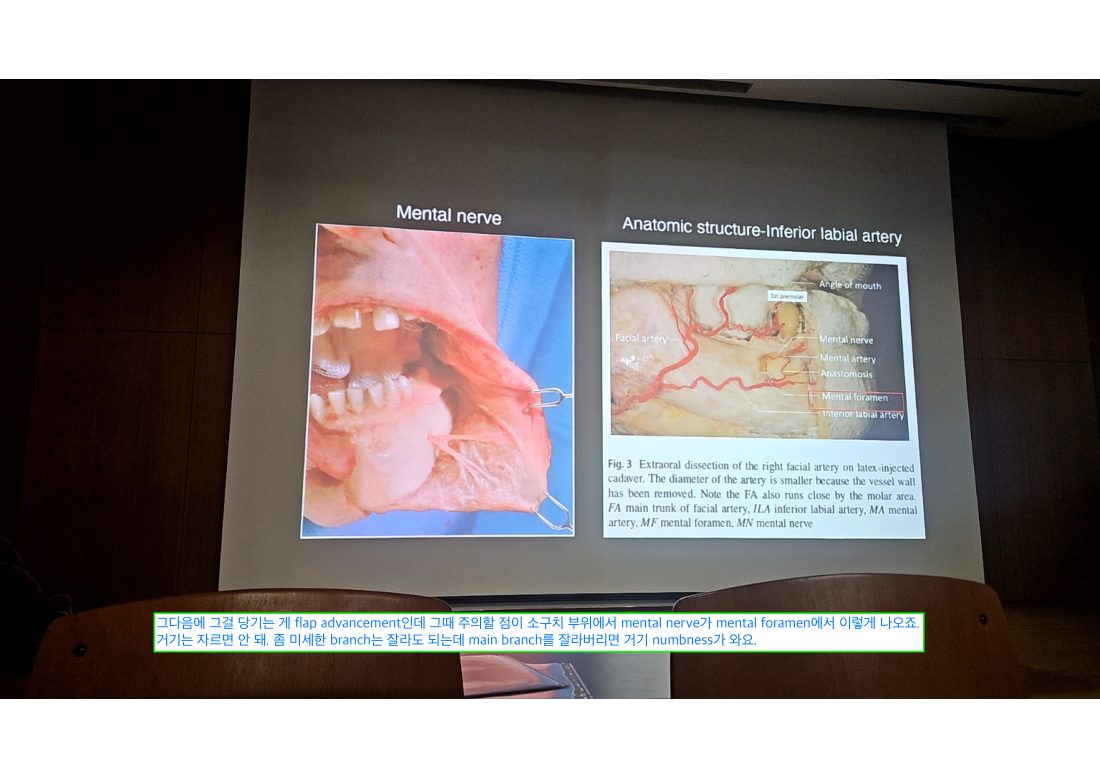 Mental nerve
Anatomic structure-Inferior labial artery
Angle of mouth
1st premolar
Facial artery
Mental nerve
Mental artery
Anastomosis
Mental foramen
Inferior labial artery
Fig. 3 Extraoral dissection of the right facial artery on latex-injected
cadaver. The diameter of the artery is smaller because the vessel wall
has been removed. Note the FA also runs close by the molar area.
FA main trunk of facial artery, ILA inferior labial artery, MA mental
artery, MF mental foramen, MN mental nerve
그다음에 그걸 당기는 게 flap advancement인데 그때 주의할 점이 소구치 부위에서 mental nerve가 mental foramen에서 이렇게 나오죠.
거기는 자르면 안 돼. 좀 미세한 branch는 잘라도 되는데 main branch를 잘라버리면 거기 numbness가 와요.